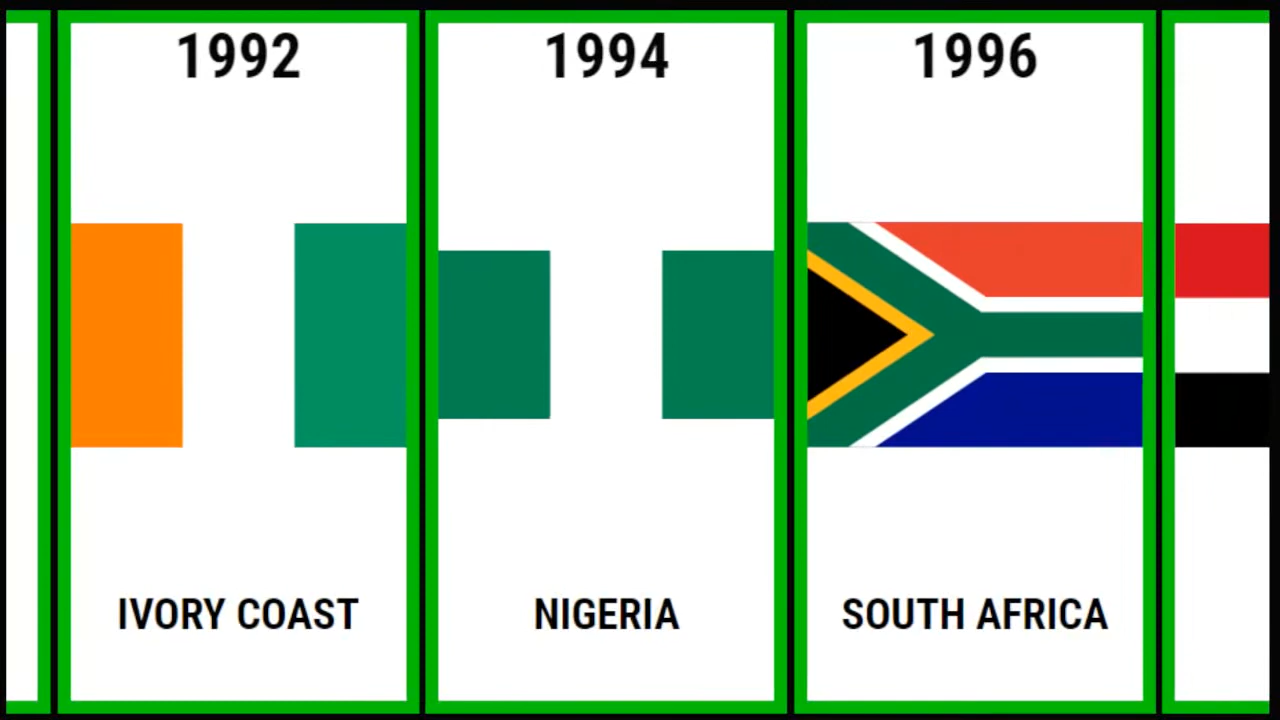 1992
1994
1996
IVORY COAST
NIGERIA
SOUTH AFRICA